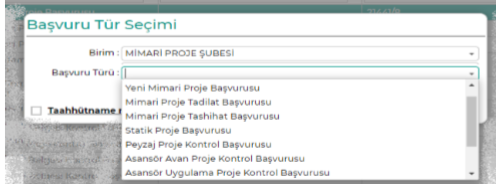 Başvuru Tür Seçimi
Birim : MİMARİ PROJE ŞUBESİ
Başvuru Türü :
Yeni Mimari Proje Başvurusu
Mimari Proje Tadilat Başvurusu
Taahhütname
Mimari Proje Tashihat Başvurusu
Statik Proje Başvurusu
Peyzaj Proje Kontrol Başvurusu
Asansör Avan Proje Kontrol Başvurusu
Asansör Uygulama Proje Kontrol Başvurusu